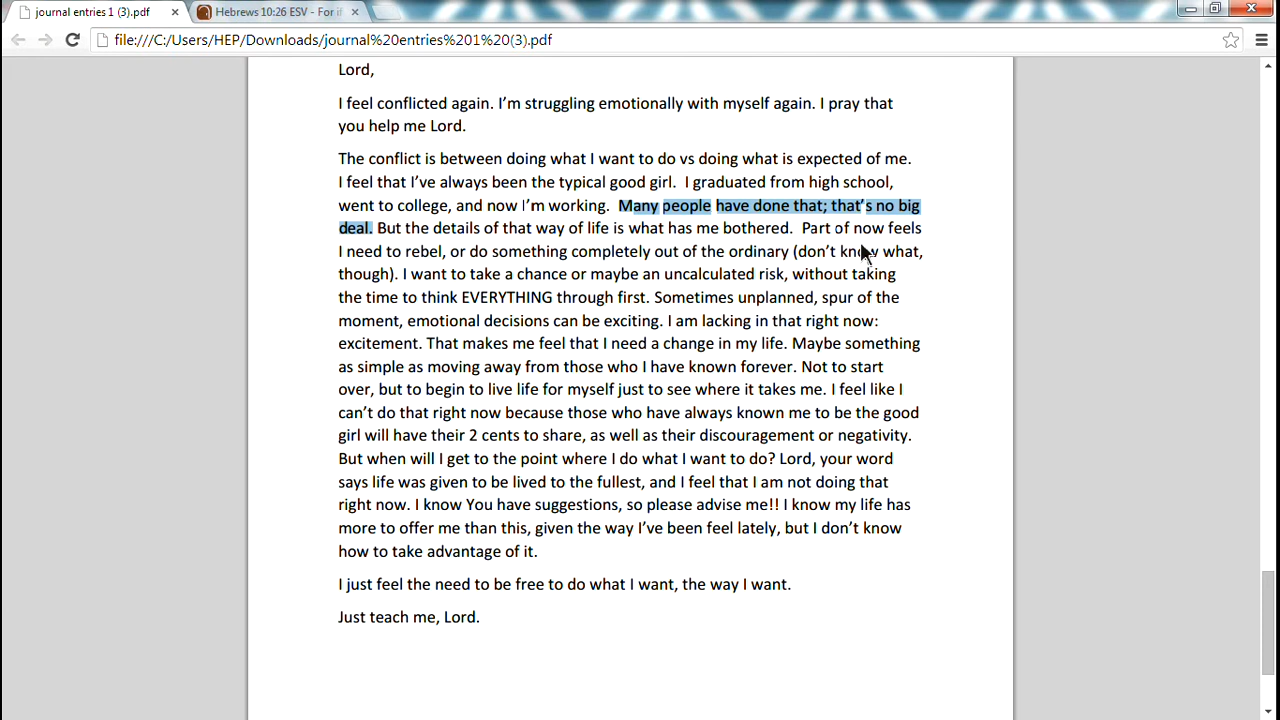 journal entries 1 (3).pdf
Hebrews 10:26 ESV - For if
file:///C:/Users/HEP/Downloads/journal%20entries%201%20(3).pdf
Lord,
I feel conflicted again. I'm struggling emotionally with myself again. I pray that
you help me Lord.
The conflict is between doing what I want to do vs doing what is expected of me.
I feel that I've always been the typical good girl.  I graduated from high school,
went to college, and now I'm working.  Many people have done that; that's no big
deal. But the details of that way of life is what has me bothered.  Part of now feels
I need to rebel, or do something completely out of the ordinary (don't know what,
though). I want to take a chance or maybe an uncalculated risk, without taking
the time to think EVERYTHING through first. Sometimes unplanned, spur of the
moment, emotional decisions can be exciting. I am lacking in that right now:
excitement. That makes me feel that I need a change in my life. Maybe something
as simple as moving away from those who I have known forever. Not to start
over, but to begin to live life for myself just to see where it takes me. I feel like I
can't do that right now because those who have always known me to be the good
girl will have their 2 cents to share, as well as their discouragement or negativity.
But when will I get to the point where I do what I want to do? Lord, your word
says life was given to be lived to the fullest, and I feel that I am not doing that
right now. I know You have suggestions, so please advise me!! I know my life has
more to offer me than this, given the way I've been feel lately, but I don't know
how to take advantage of it.
I just feel the need to be free to do what I want, the way I want.
Just teach me, Lord.